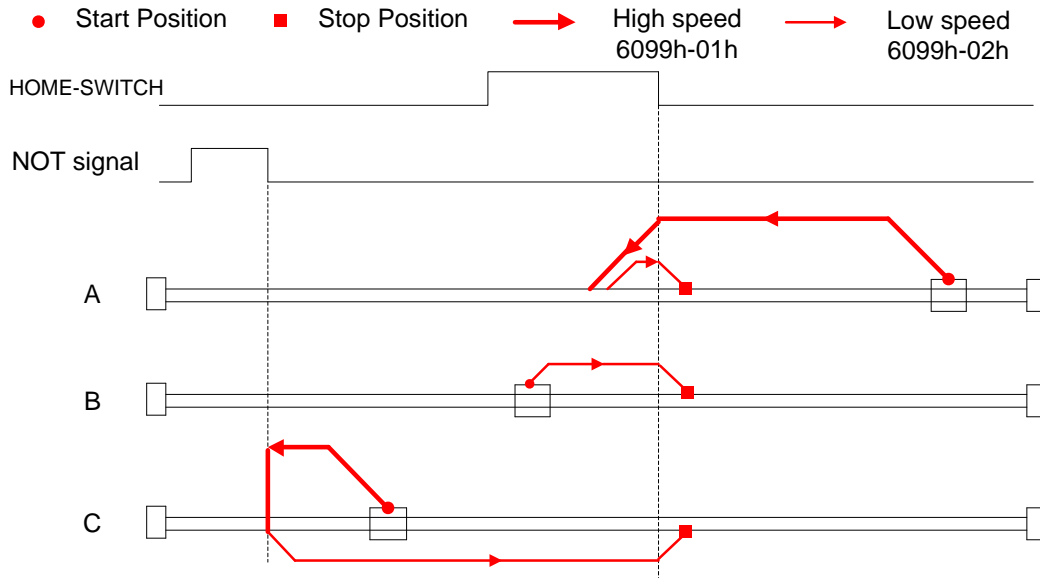 Start Position Stop Position High speed Low speed
6099h-01h 6099h-02h
HOME-SWITCH
NOT signal
A
B
C